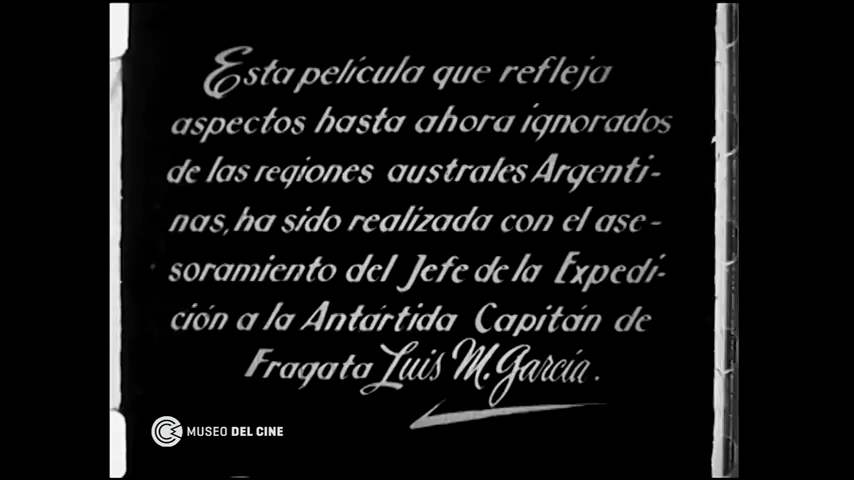 Esta película que refleja
aspectos hasta ahora ignorados
de las regiones australes Argenti-
nas, ha sido realizada con el ase-
soramiento del Jefe de la Expedi-
ción a la Antártida Capitán de
Fragata Luis M. García.
MUSEO DEL CINE